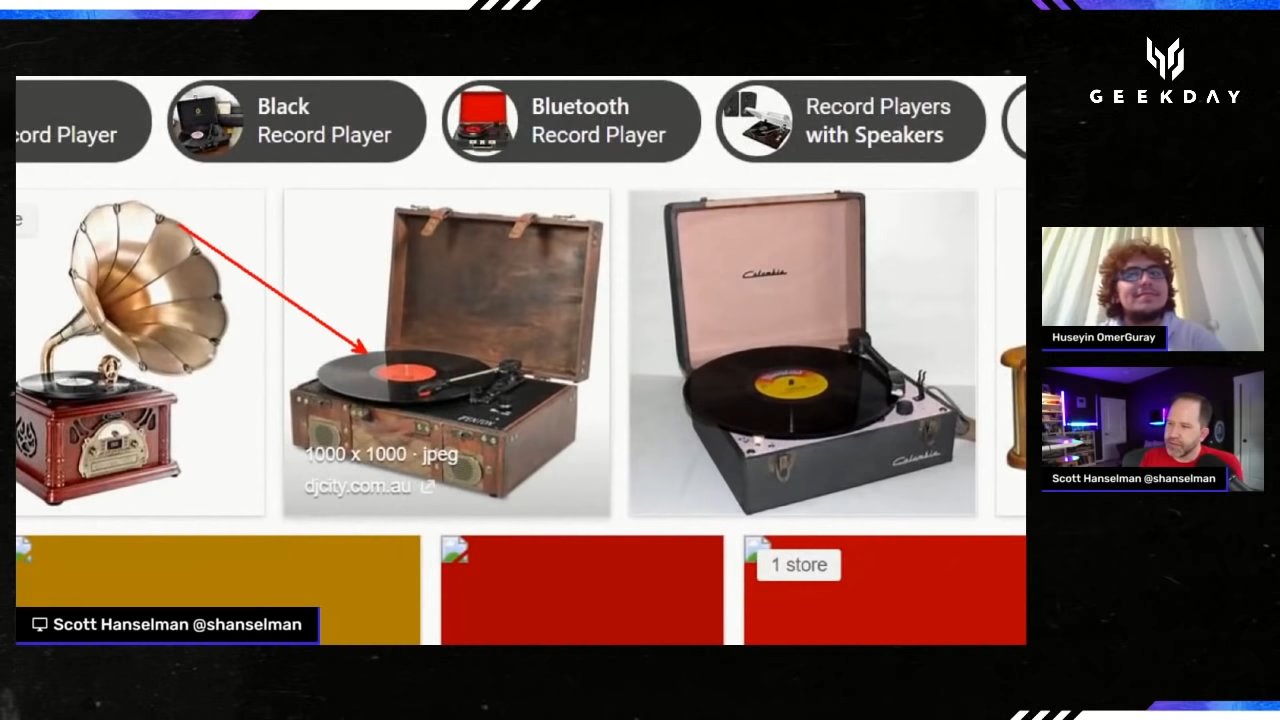 GEEKDAY
cord Player
Black
Record Player
Bluetooth
Record Player
Record Players
with Speakers
e
Columbia
FENTON
1000 x 1000 · jpeg
djcity.com.au
Columbia
1 store
Huseyin OmerGuray
Scott Hanselman @shanselman
Scott Hanselman @shanselman